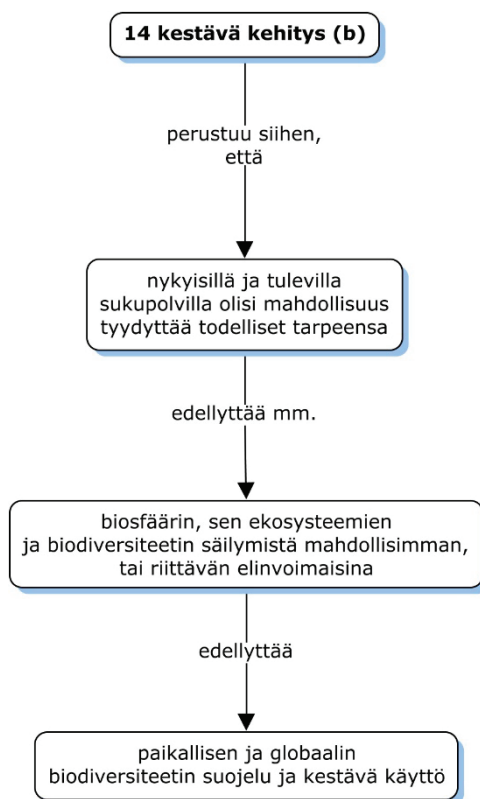 14 kestävä kehitys (b)
perustuu siihen,
että
nykyisillä ja tulevilla
sukupolvilla olisi mahdollisuus
tyydyttää todelliset tarpeensa
edellyttää mm.
biosfäärin, sen ekosysteemien
ja biodiversiteetin säilymistä mahdollisimman,
tai riittävän elinvoimaisina
edellyttää
paikallisen ja globaalin
biodiversiteetin suojelu ja kestävä käyttö